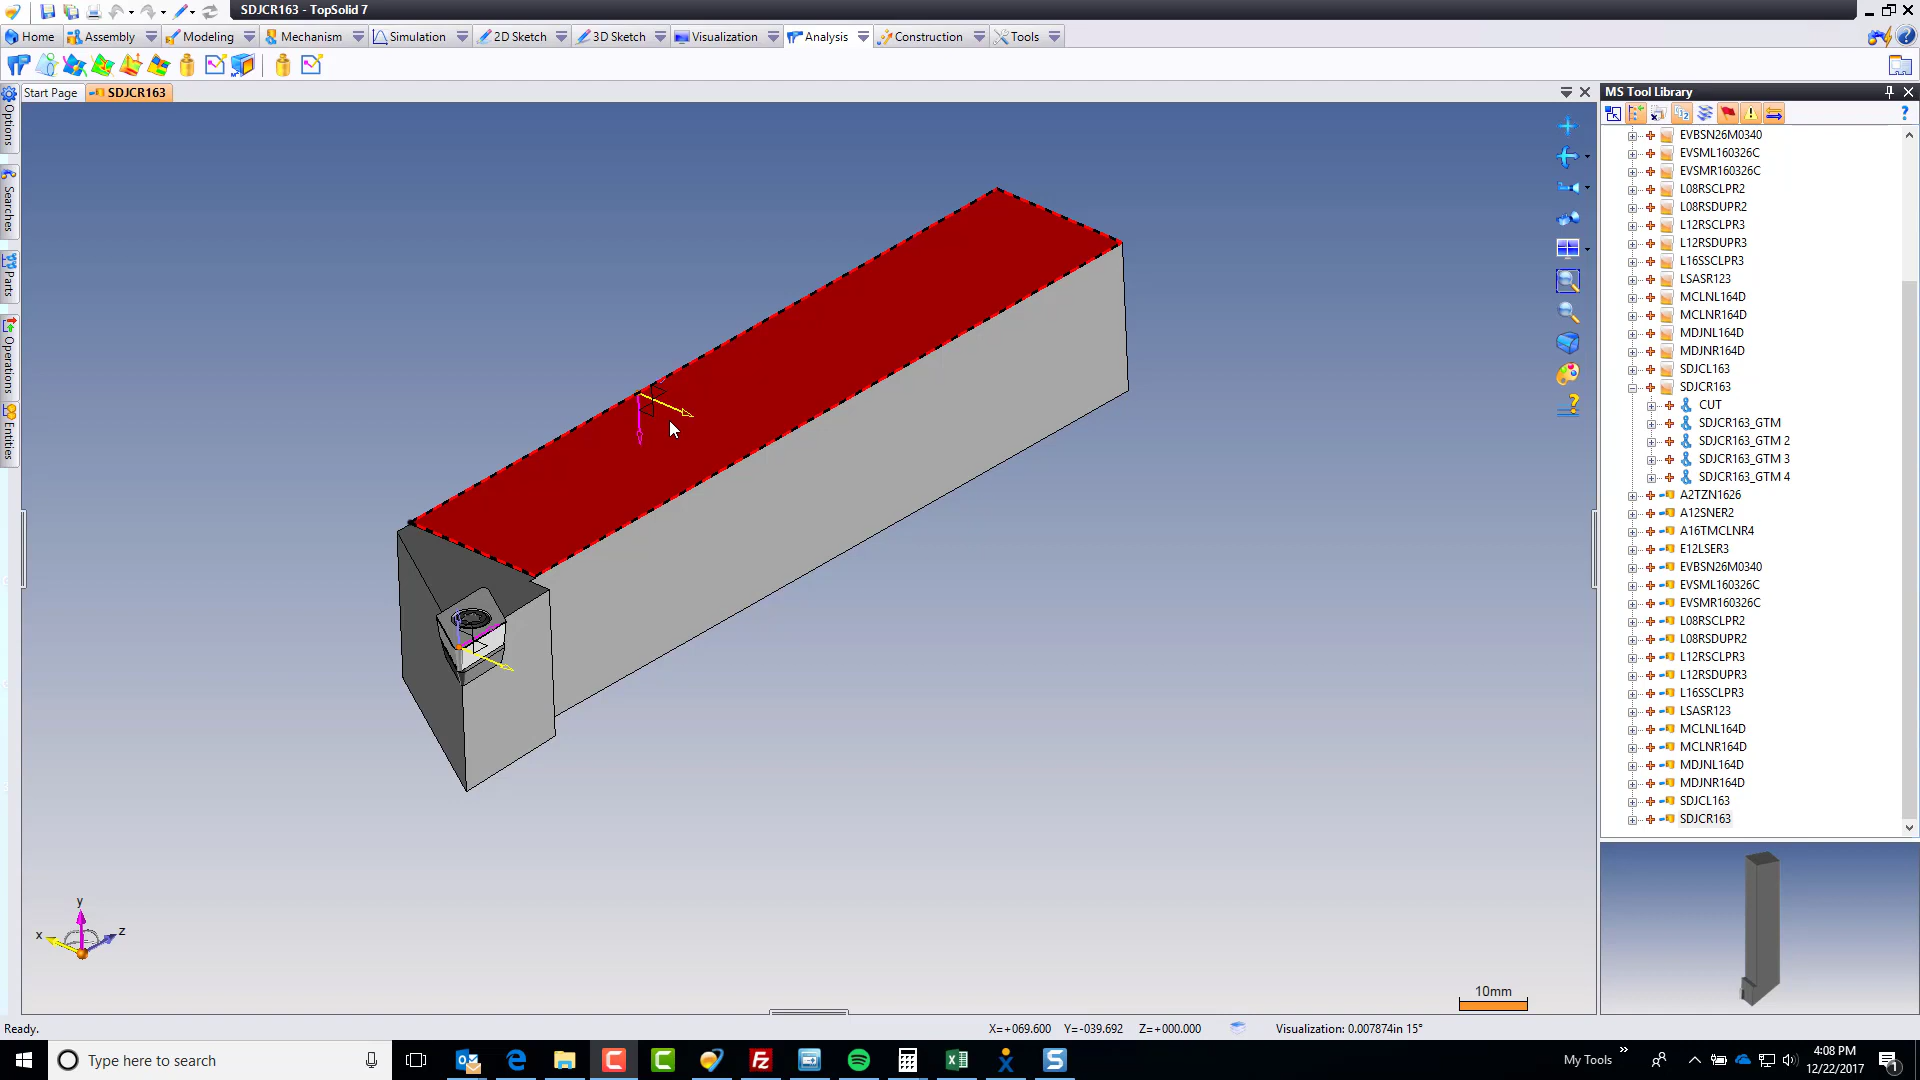 SDJCR163 - TopSolid 7
Home
Assembly
Modeling
Mechanism
Simulation
2D Sketch
3D Sketch
Visualization
Analysis
Construction
Tools
Start Page
SDJCR163
Options
Searches
Parts
Operations
Entities
MS Tool Library
EVBSN26M0340
EVSML160326C
EVSMR160326C
L08RSCLPR2
L08RSDUPR2
L12RSCLPR3
L12RSDUPR3
L16SSCLPR3
LSASR123
MCLNL164D
MCLNR164D
MDJNL164D
MDJNR164D
SDJCL163
SDJCR163
CUT
SDJCR163_GTM
SDJCR163_GTM 2
SDJCR163_GTM 3
SDJCR163_GTM 4
A2TZN1626
A12SNER2
A16TMCLNR4
E12LSER3
EVBSN26M0340
EVSML160326C
EVSMR160326C
L08RSCLPR2
L08RSDUPR2
L12RSCLPR3
L12RSDUPR3
L16SSCLPR3
LSASR123
MCLNL164D
MCLNR164D
MDJNL164D
MDJNR164D
SDJCL163
SDJCR163
y
x
z
10mm
Ready.
X=+069.600 Y=-039.692 Z=+000.000
Visualization: 0.007874in 15°
Type here to search
My Tools
4:08 PM
12/22/2017